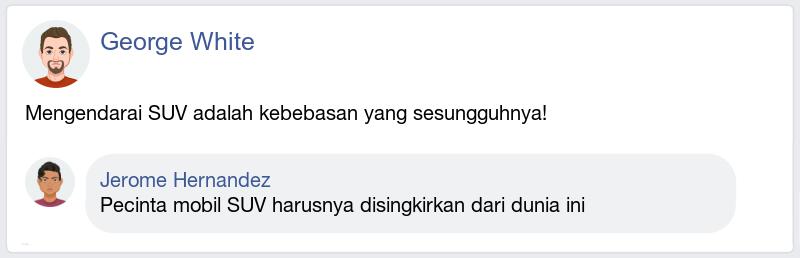 George White
Mengendarai SUV adalah kebebasan yang sesungguhnya!
Jerome Hernandez
Pecinta mobil SUV harusnya disingkirkan dari dunia ini